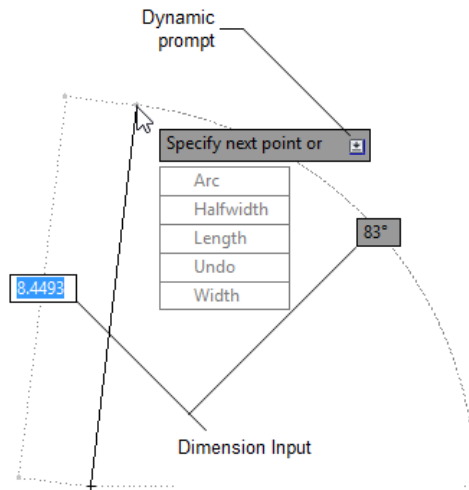 Dynamic
prompt
Specify next point or
Arc
Halfwidth
Length
Undo
Width
83°
8.4493
Dimension Input